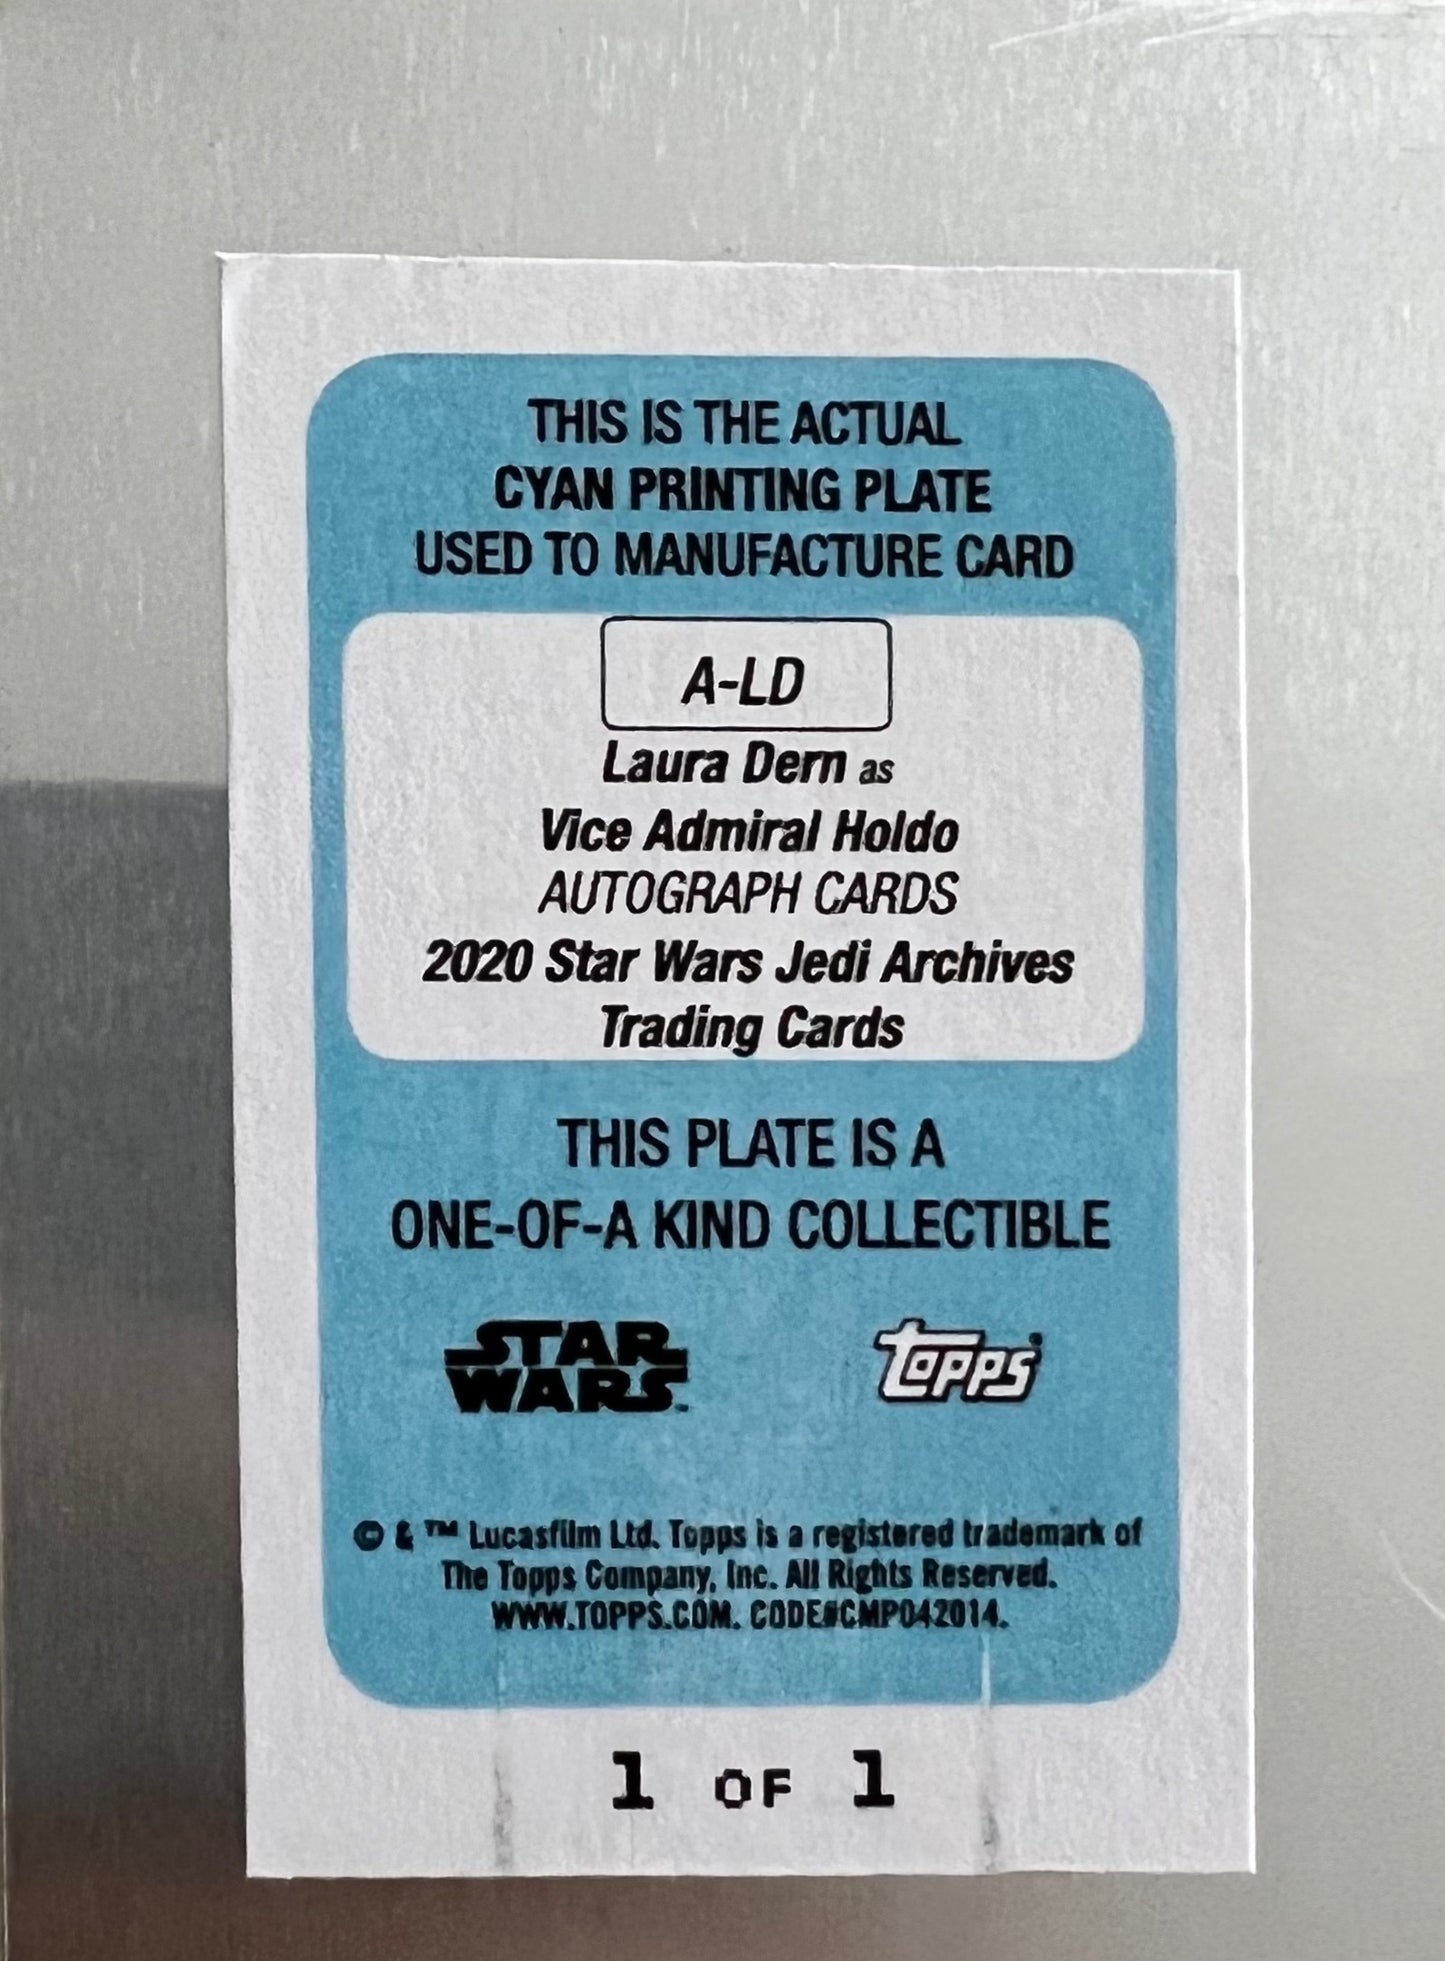 THIS IS THE ACTUAL
CYAN PRINTING PLATE
USED TO MANUFACTURE CARD
A-LD
Laura Dern as
Vice Admiral Holdo
AUTOGRAPH CARDS
2020 Star Wars Jedi Archives
Trading Cards
THIS PLATE IS A
ONE-OF-A KIND COLLECTIBLE
STAR
WARS
Topps
© & ™ Lucasfilm Ltd. Topps is a registered trademark of
The Topps Company, Inc. All Rights Reserved.
WWW.TOPPS.COM. CODE#CMP042014.
1 OF 1